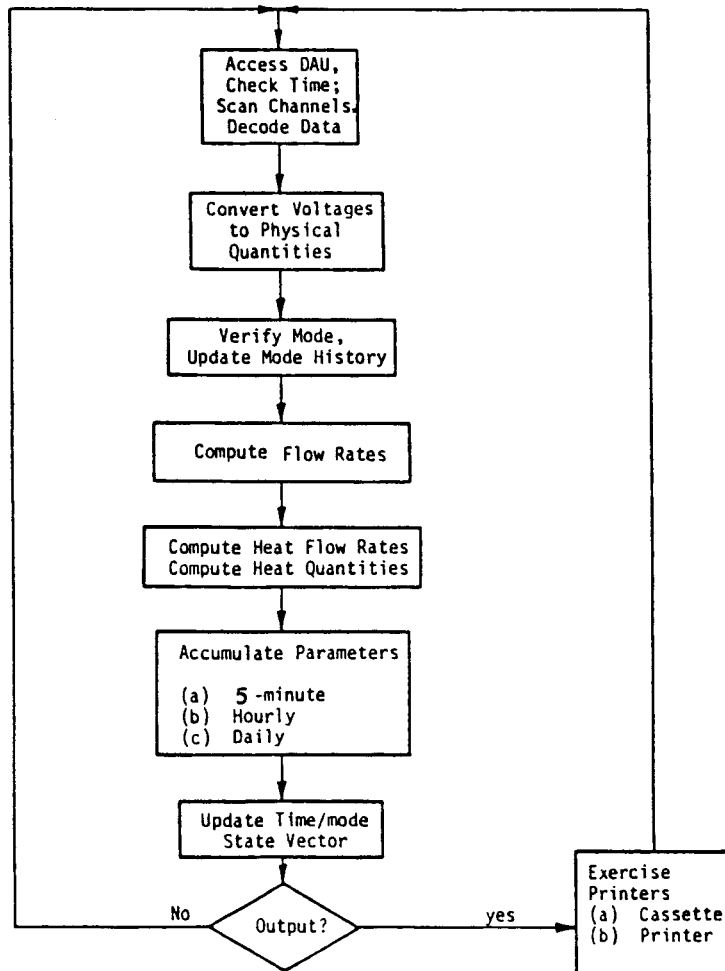 Access DAU,
Check Time;
Scan Channels.
Decode Data
Convert Voltages
to Physical
Quantities
Verify Mode,
Update Mode History
Compute Flow Rates
Compute Heat Flow Rates
Compute Heat Quantities
Accumulate Parameters
(a) 5-minute
(b) Hourly
(c) Daily
Update Time/mode
State Vector
No
Output?
yes
Exercise
Printers
(a) Cassette
(b) Printer